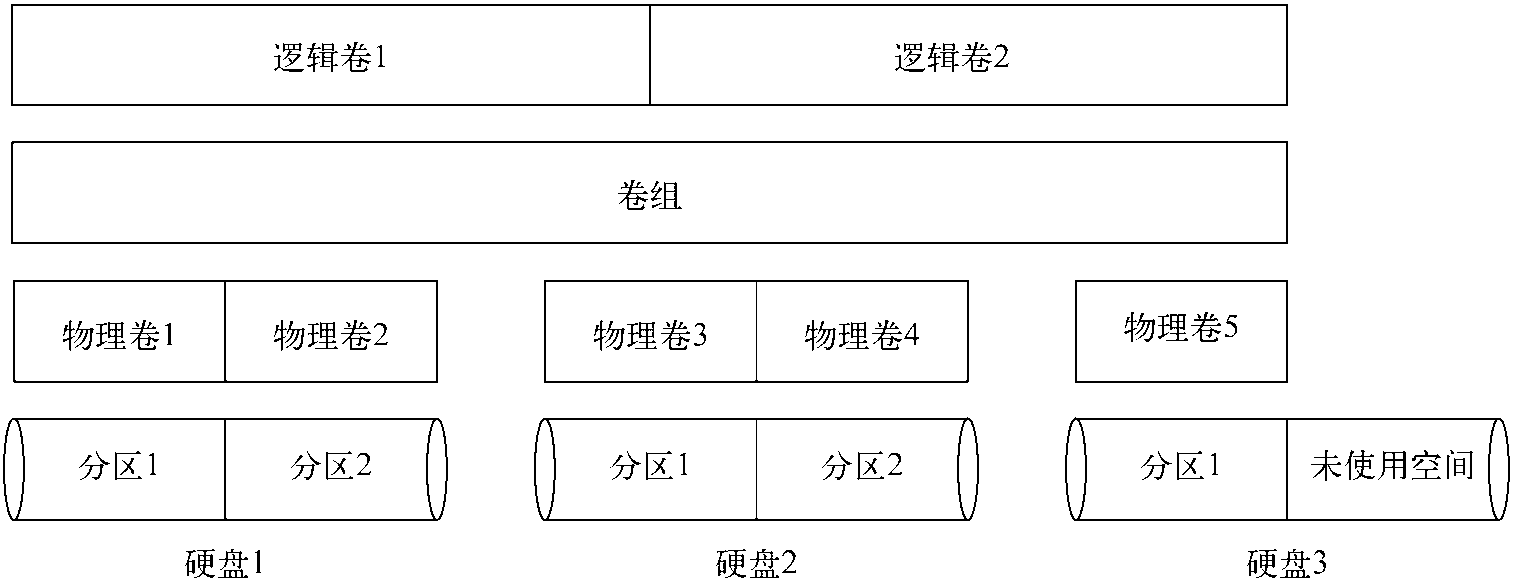 逻辑卷1 逻辑卷2
卷组
物理卷1 物理卷2 物理卷3 物理卷4 物理卷5
分区1 分区2 分区1 分区2 分区1 未使用空间
硬盘1 硬盘2 硬盘3